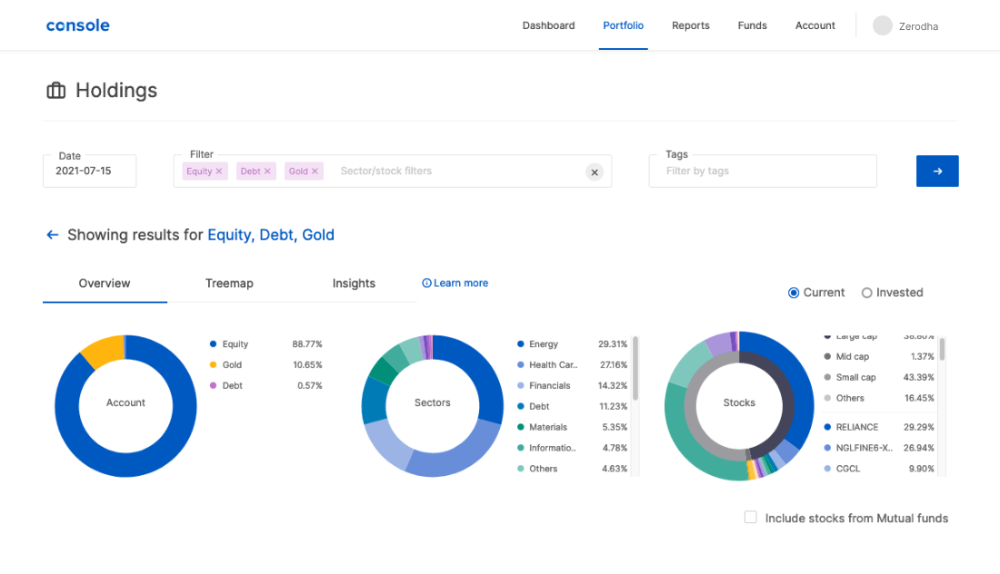 console
Dashboard
Portfolio
Reports
Funds
Account
Zerodha
Holdings
Date
2021-07-15
Filter
Equity ×
Debt ×
Gold ×
Sector/stock filters
Tags
Filter by tags
Showing results for Equity, Debt, Gold
Overview
Treemap
Insights
Learn more
Current
Invested
Account
Equity 88.77%
Gold 10.65%
Debt 0.57%
Sectors
Energy 29.31%
Health Car.. 27.16%
Financials 14.32%
Debt 11.23%
Materials 5.35%
Informatio.. 4.78%
Others 4.63%
Stocks
Large cap 38.80%
Mid cap 1.37%
Small cap 43.39%
Others 16.45%
RELIANCE 29.29%
NGLFINE6-X.. 26.94%
CGCL 9.90%
Include stocks from Mutual funds